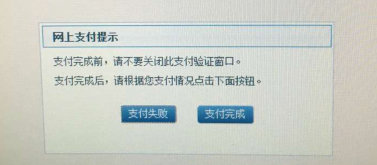 网上支付提示
支付完成前，请不要关闭此支付验证窗口。
支付完成后，请根据您支付情况点击下面按钮。
支付失败 支付完成